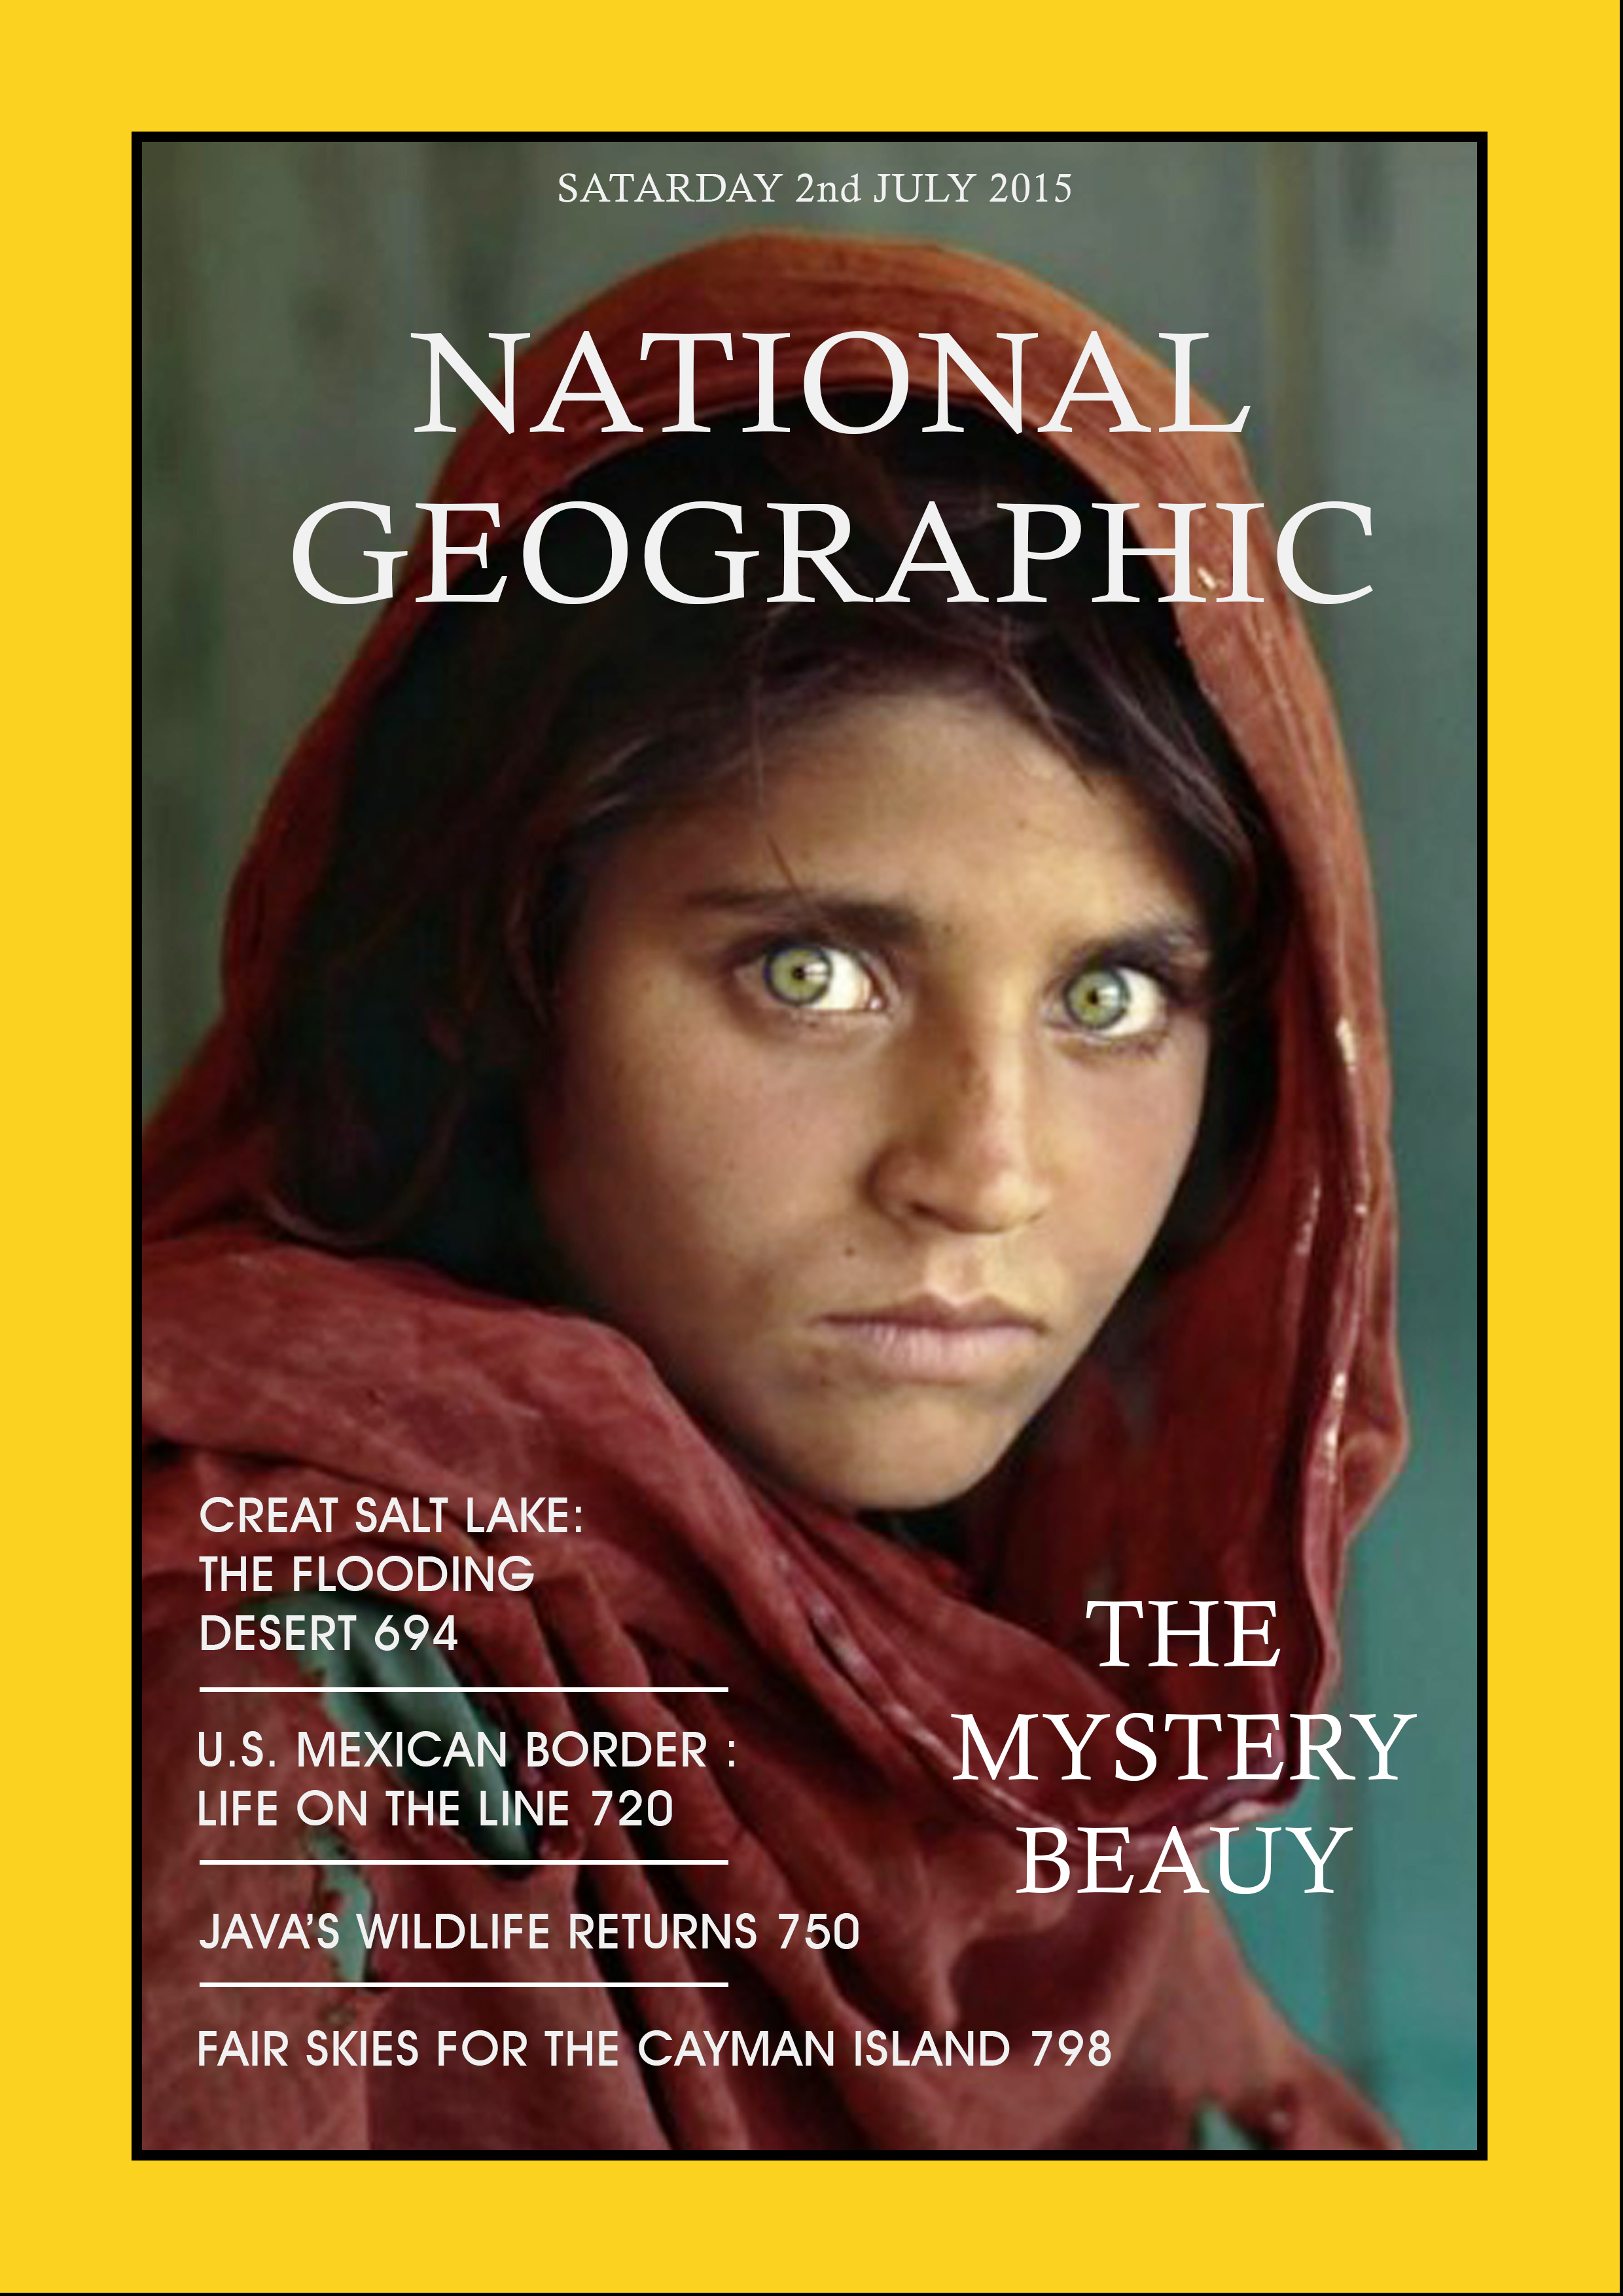 SATARDAY 2nd JULY 2015
NATIONAL
GEOGRAPHIC
CREAT SALT LAKE:
THE FLOODING
DESERT 694
U.S. MEXICAN BORDER :
LIFE ON THE LINE 720
JAVA'S WILDLIFE RETURNS 750
FAIR SKIES FOR THE CAYMAN ISLAND 798
THE
MYSTERY
BEAUY